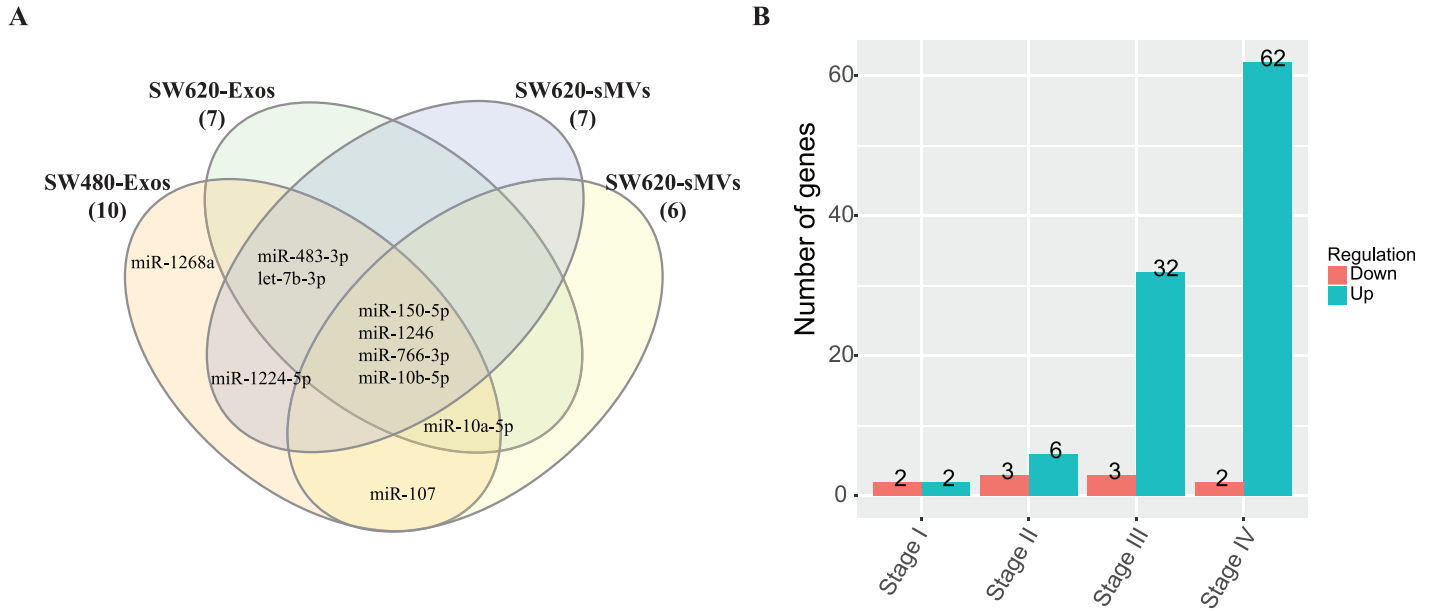 A
SW620-Exos
(7)
SW620-sMVs
(7)
SW480-Exos
(10)
SW620-sMVs
(6)
miR-1268a
miR-483-3p
let-7b-3p
miR-150-5p
miR-1246
miR-766-3p
miR-10b-5p
miR-1224-5p
miR-10a-5p
miR-107
B
Number of genes
60
40
20
0
2
2
3
6
3
32
2
62
Stage I
Stage II
Stage III
Stage IV
Regulation
Down
Up